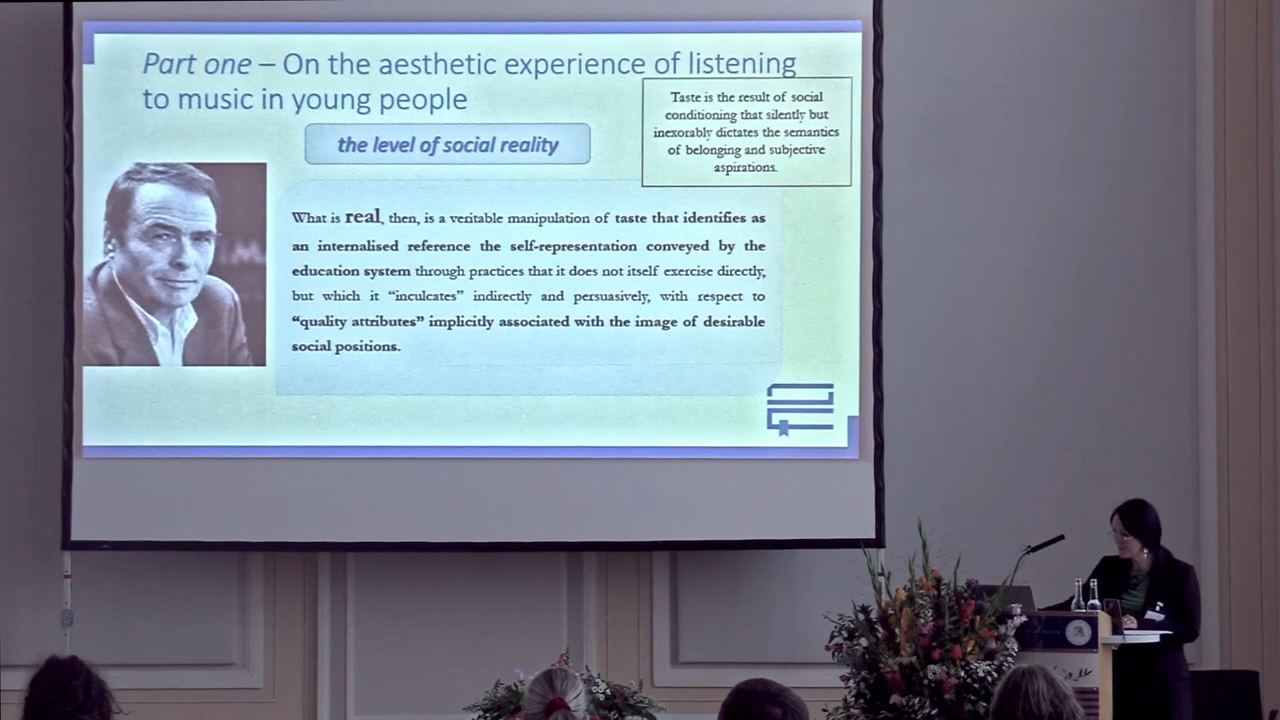 Part one – On the aesthetic experience of listening
to music in young people
Taste is the result of social
conditioning that silently but
inexorably dictates the semantics
of belonging and subjective
aspirations.
the level of social reality
What is real, then, is a veritable manipulation of taste that identifies as
an internalised reference the self-representation conveyed by the
education system through practices that it does not itself exercise directly,
but which it “inculcates” indirectly and persuasively, with respect to
“quality attributes” implicitly associated with the image of desirable
social positions.